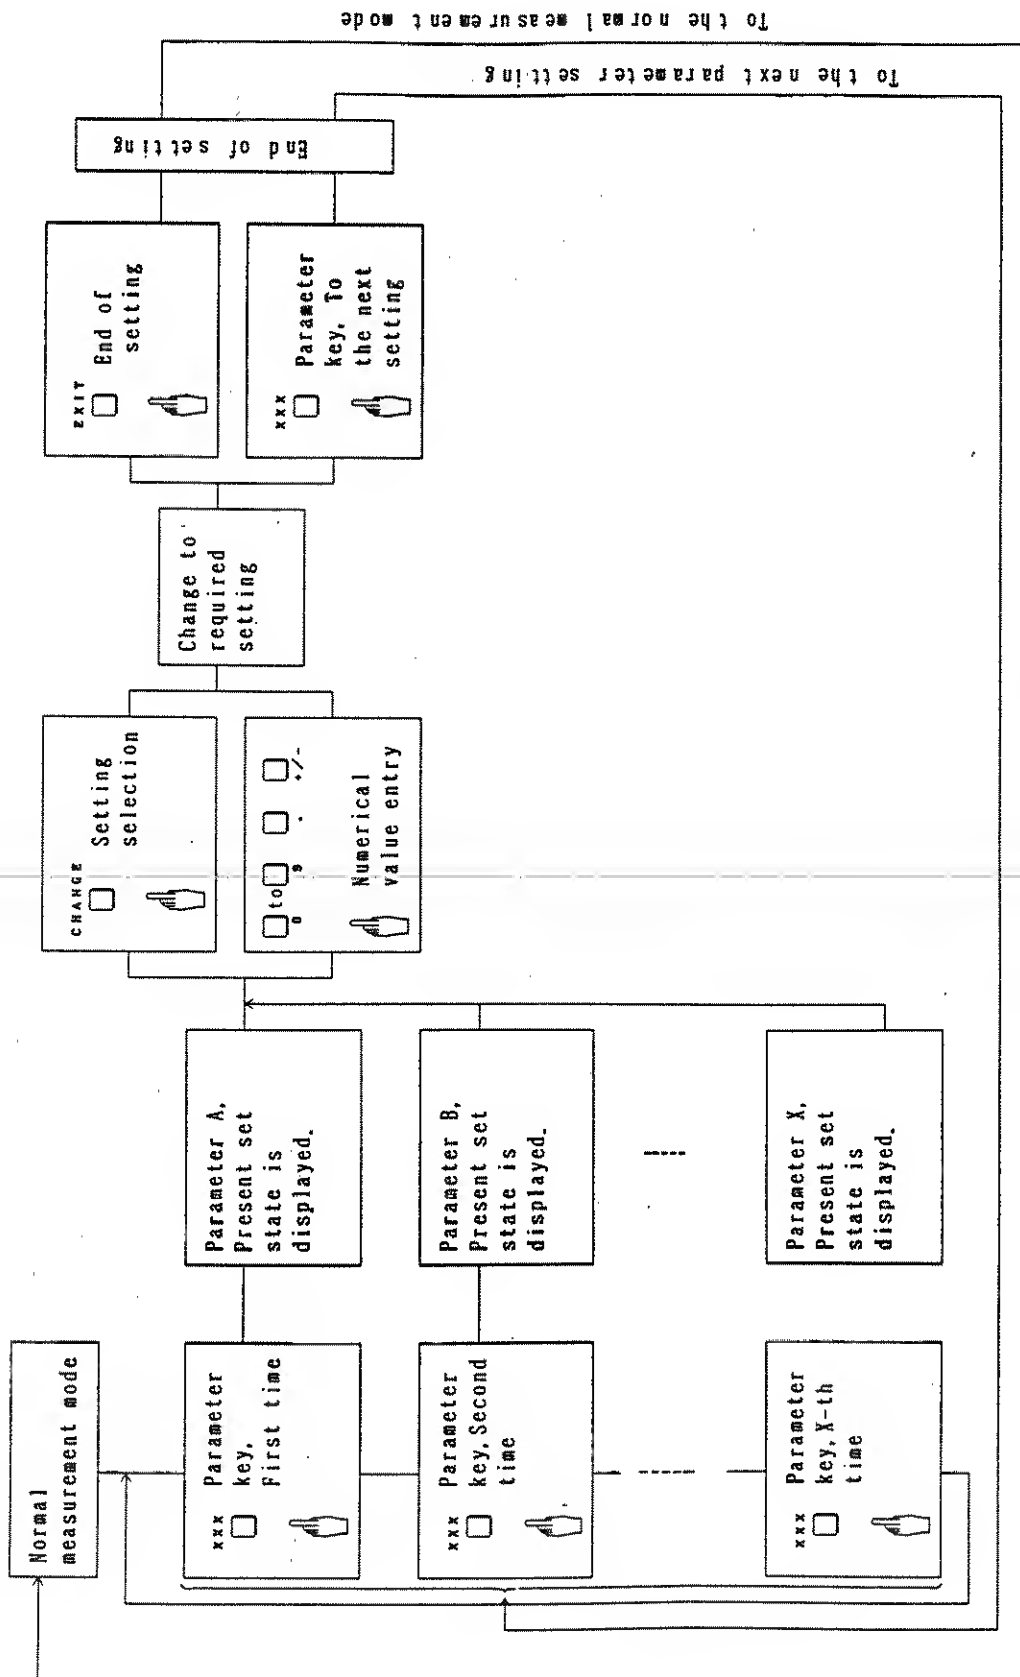 Normal
measurement mode
xxx
Parameter
key,
First time
xxx
Parameter
key, Second
time
xxx
Parameter
key, X-th
time
Parameter A,
Present set
state is
displayed.
Parameter B,
Present set
state is
displayed.
Parameter X,
Present set
state is
displayed.
CHANGE
Setting
selection
to
0 9 . +/-
Numerical
value entry
Change to
required
setting
EXIT
End of
setting
xxx
Parameter
key. To
the next
setting
End of setting
To the next parameter setting
To the normal measurement mode